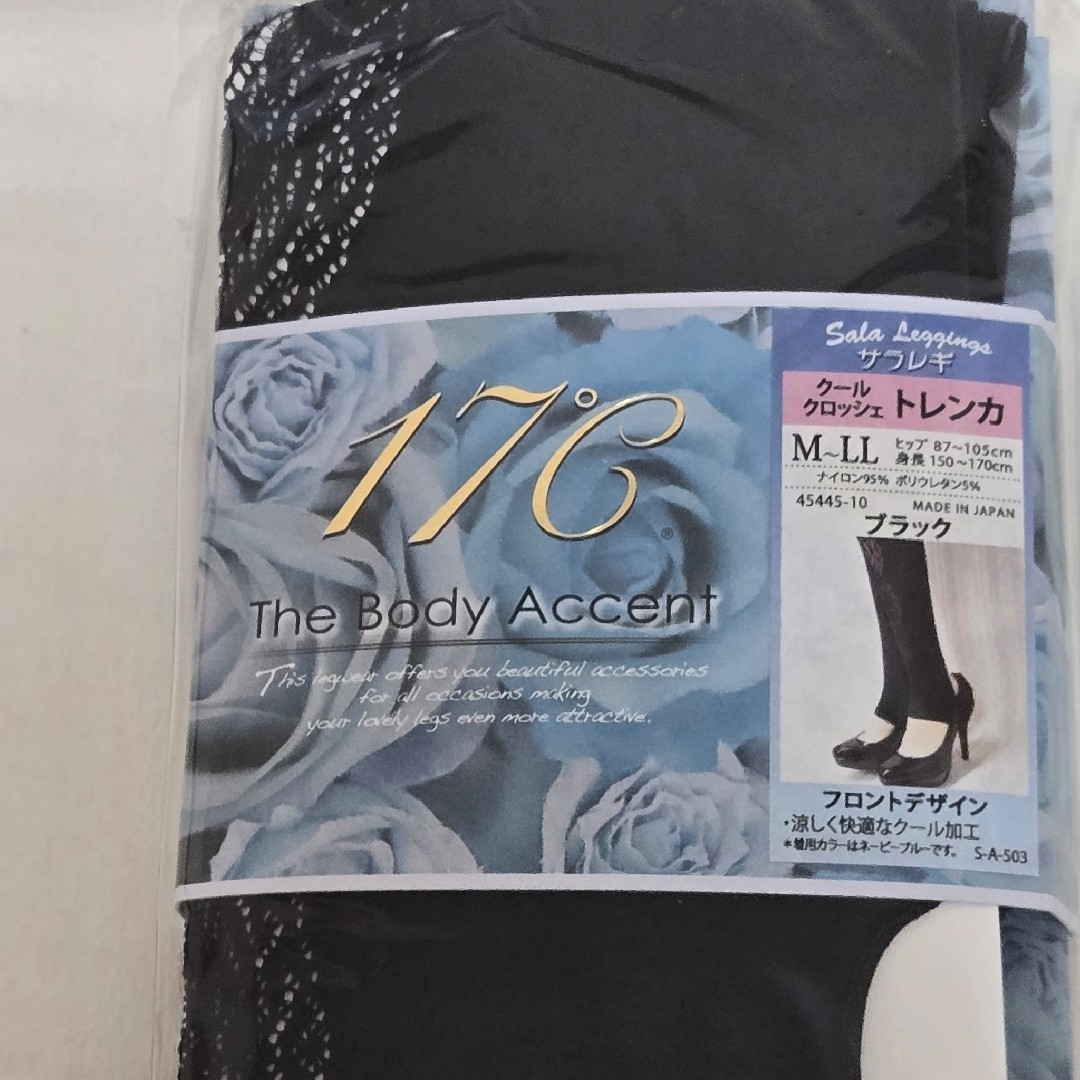 17℃
®
The Body Accent
This legwear offers you beautiful accessories
for all occasions making
your lovely legs even more attractive.
Sala Leggings
サラレギ
クール
クロッシェ トレンカ
M~LL ヒップ 87~105cm
身長 150~170cm
ナイロン95% ポリウレタン5%
45445-10 MADE IN JAPAN
ブラック
フロントデザイン
・涼しく快適なクール加工
*着用カラーはネービーブルーです。 S-A-503